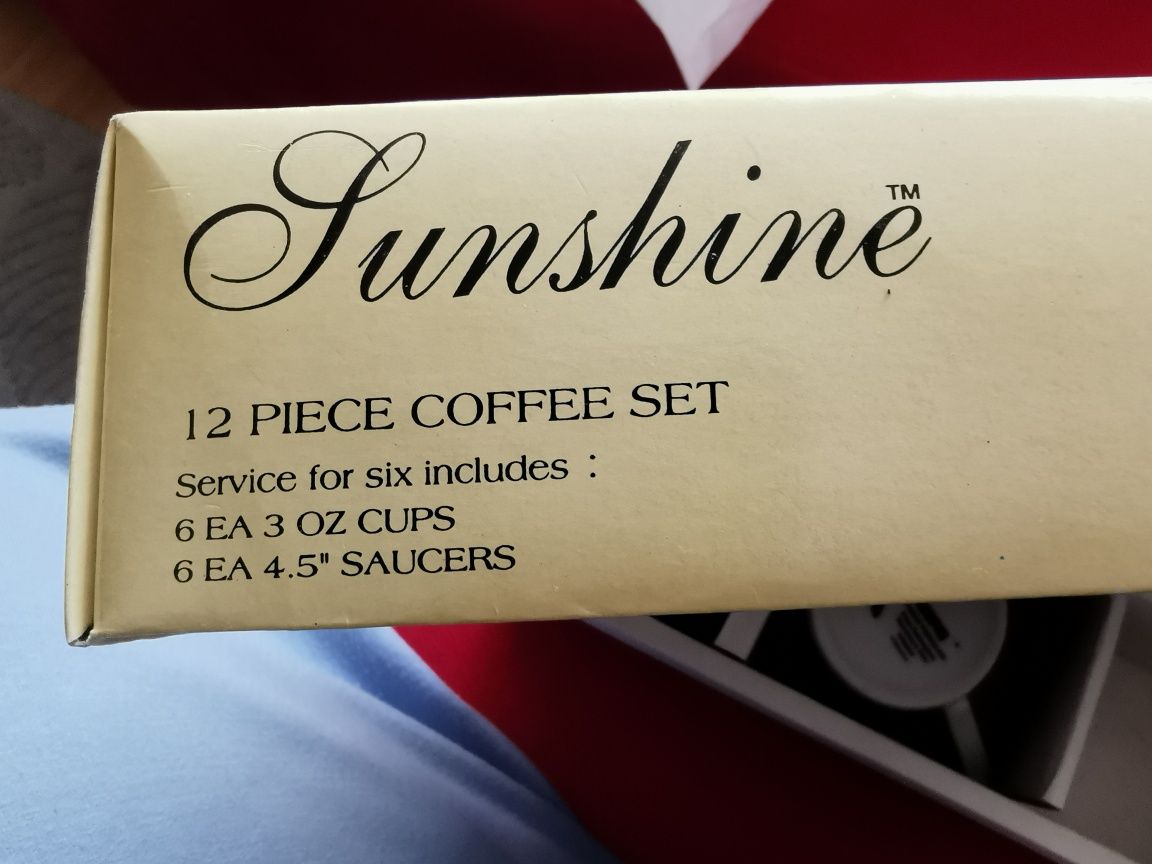 Sunshine™
12 PIECE COFFEE SET
Service for six includes :
6 EA 3 OZ CUPS
6 EA 4.5" SAUCERS